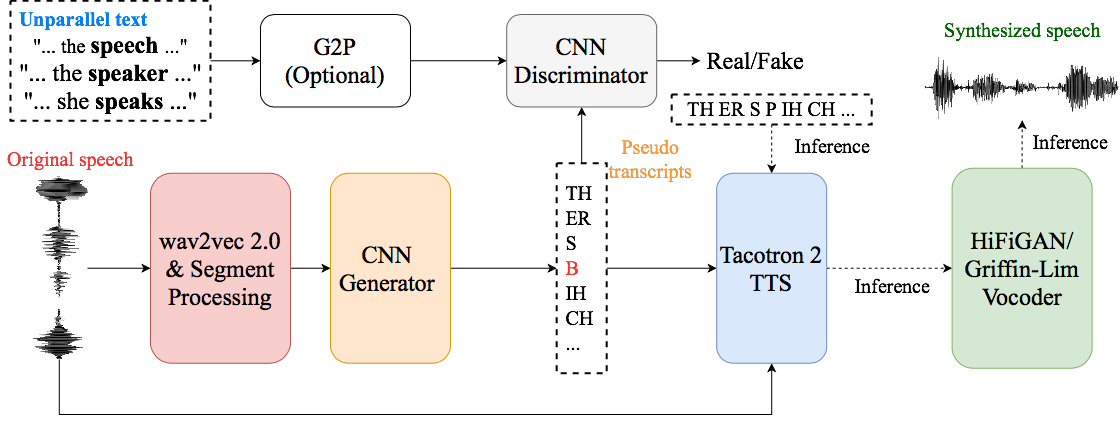 Unparallel text
"... the speech ..."
"... the speaker ..."
"... she speaks ..."
G2P
(Optional)
CNN
Discriminator
Real/Fake
Synthesized speech
TH ER S P IH CH ...
Inference
Inference
Original speech
Pseudo
transcripts
wav2vec 2.0
& Segment
Processing
CNN
Generator
TH
ER
S
B
IH
CH
...
Tacotron 2
TTS
Inference
HiFiGAN/
Griffin-Lim
Vocoder